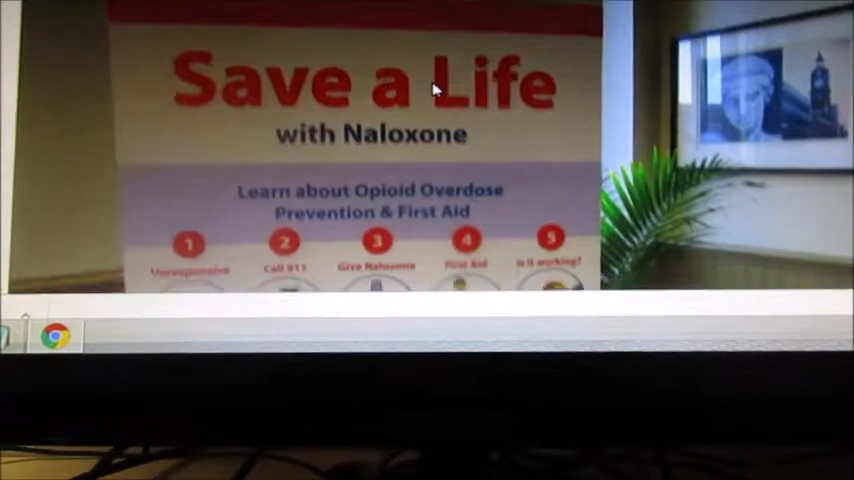 Save a Life
with Naloxone
Learn about Opioid Overdose
Prevention & First Aid
1 2 3 4 5
Unresponsive Call 911 Give Naloxone First Aid Is it working?